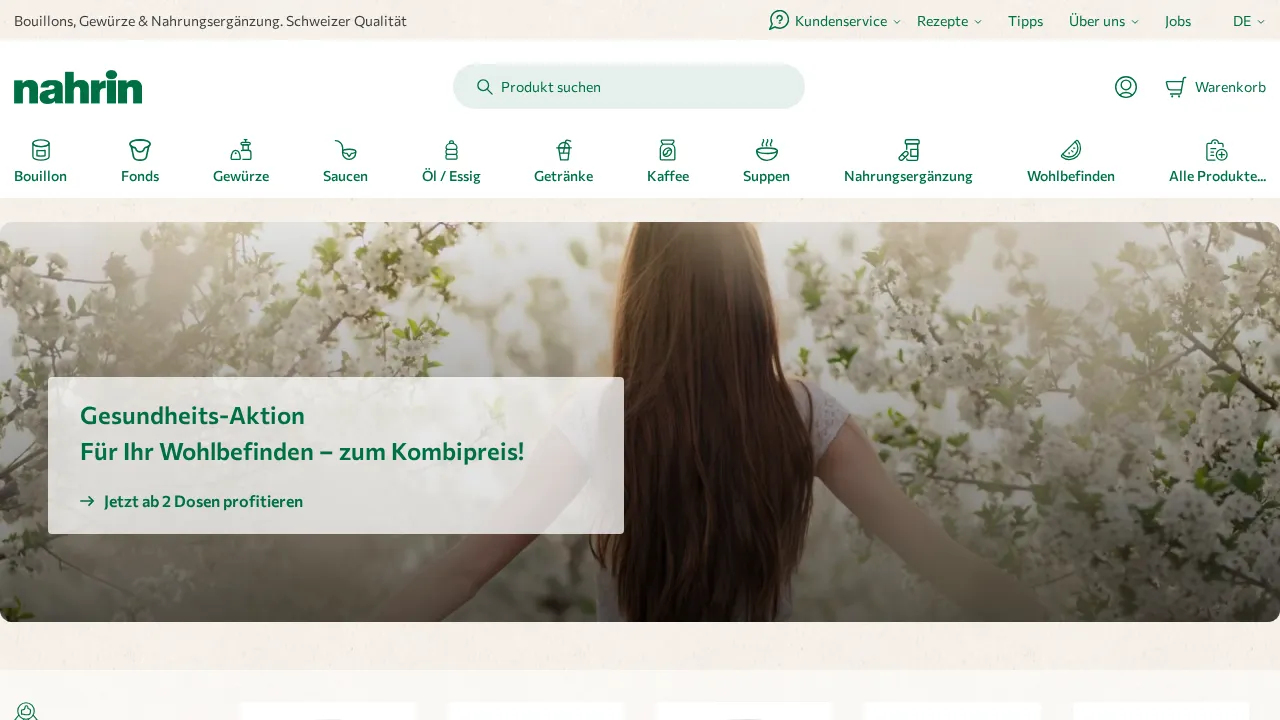 Bouillons, Gewürze & Nahrungsergänzung. Schweizer Qualität
Kundenservice Rezepte Tipps Über uns Jobs DE
nahrin
Produkt suchen
Warenkorb
Bouillon Fonds Gewürze Saucen Öl / Essig Getränke Kaffee Suppen Nahrungsergänzung Wohlbefinden Alle Produkte...
Gesundheits-Aktion
Für Ihr Wohlbefinden – zum Kombipreis!
Jetzt ab 2 Dosen profitieren